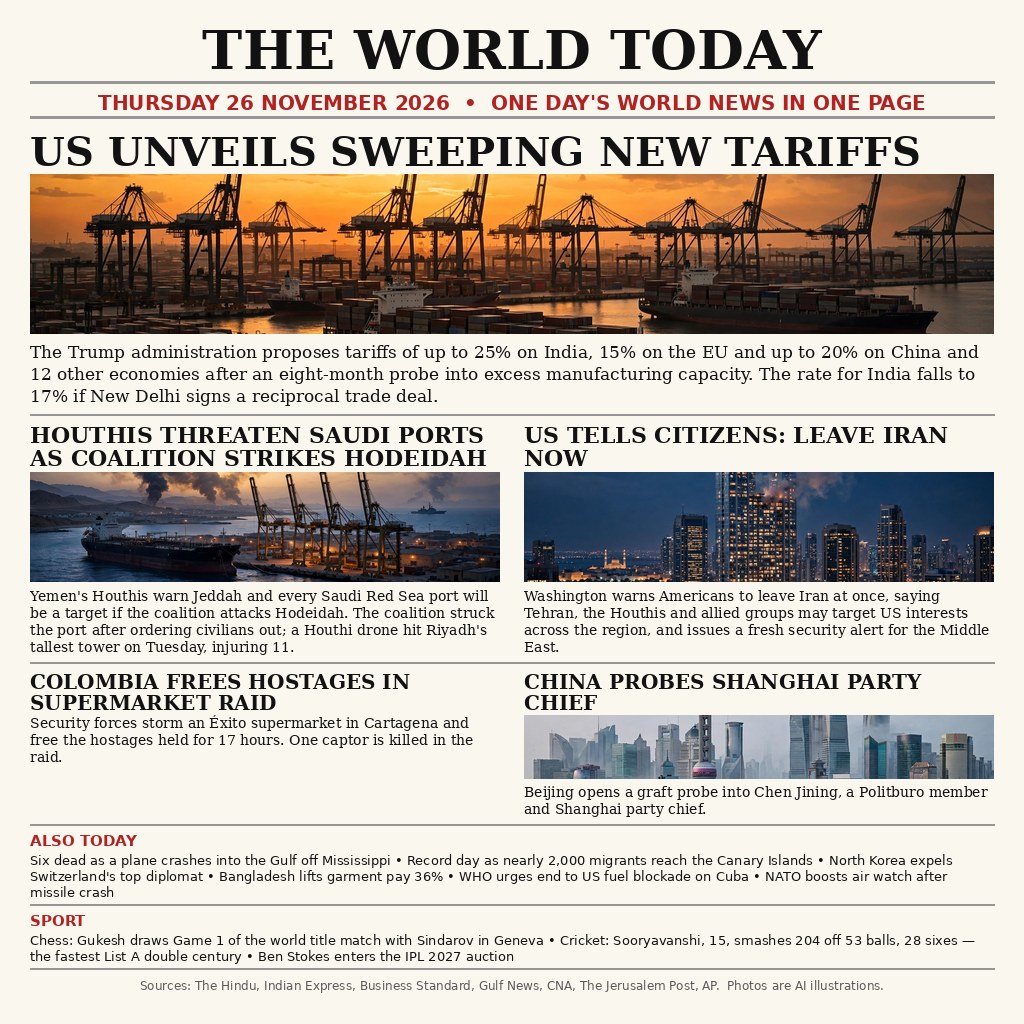 THE WORLD TODAY
THURSDAY 26 NOVEMBER 2026 • ONE DAY'S WORLD NEWS IN ONE PAGE
US UNVEILS SWEEPING NEW TARIFFS
The Trump administration proposes tariffs of up to 25% on India, 15% on the EU and up to 20% on China and
12 other economies after an eight-month probe into excess manufacturing capacity. The rate for India falls to
17% if New Delhi signs a reciprocal trade deal.
HOUTHIS THREATEN SAUDI PORTS
AS COALITION STRIKES HODEIDAH
Yemen's Houthis warn Jeddah and every Saudi Red Sea port will
be a target if the coalition attacks Hodeidah. The coalition struck
the port after ordering civilians out; a Houthi drone hit Riyadh's
tallest tower on Tuesday, injuring 11.
US TELLS CITIZENS: LEAVE IRAN
NOW
Washington warns Americans to leave Iran at once, saying
Tehran, the Houthis and allied groups may target US interests
across the region, and issues a fresh security alert for the Middle
East.
COLOMBIA FREES HOSTAGES IN
SUPERMARKET RAID
Security forces storm an Éxito supermarket in Cartagena and
free the hostages held for 17 hours. One captor is killed in the
raid.
CHINA PROBES SHANGHAI PARTY
CHIEF
Beijing opens a graft probe into Chen Jining, a Politburo member
and Shanghai party chief.
ALSO TODAY
Six dead as a plane crashes into the Gulf off Mississippi • Record day as nearly 2,000 migrants reach the Canary Islands • North Korea expels
Switzerland's top diplomat • Bangladesh lifts garment pay 36% • WHO urges end to US fuel blockade on Cuba • NATO boosts air watch after
missile crash
SPORT
Chess: Gukesh draws Game 1 of the world title match with Sindarov in Geneva • Cricket: Sooryavanshi, 15, smashes 204 off 53 balls, 28 sixes —
the fastest List A double century • Ben Stokes enters the IPL 2027 auction
Sources: The Hindu, Indian Express, Business Standard, Gulf News, CNA, The Jerusalem Post, AP. Photos are AI illustrations.